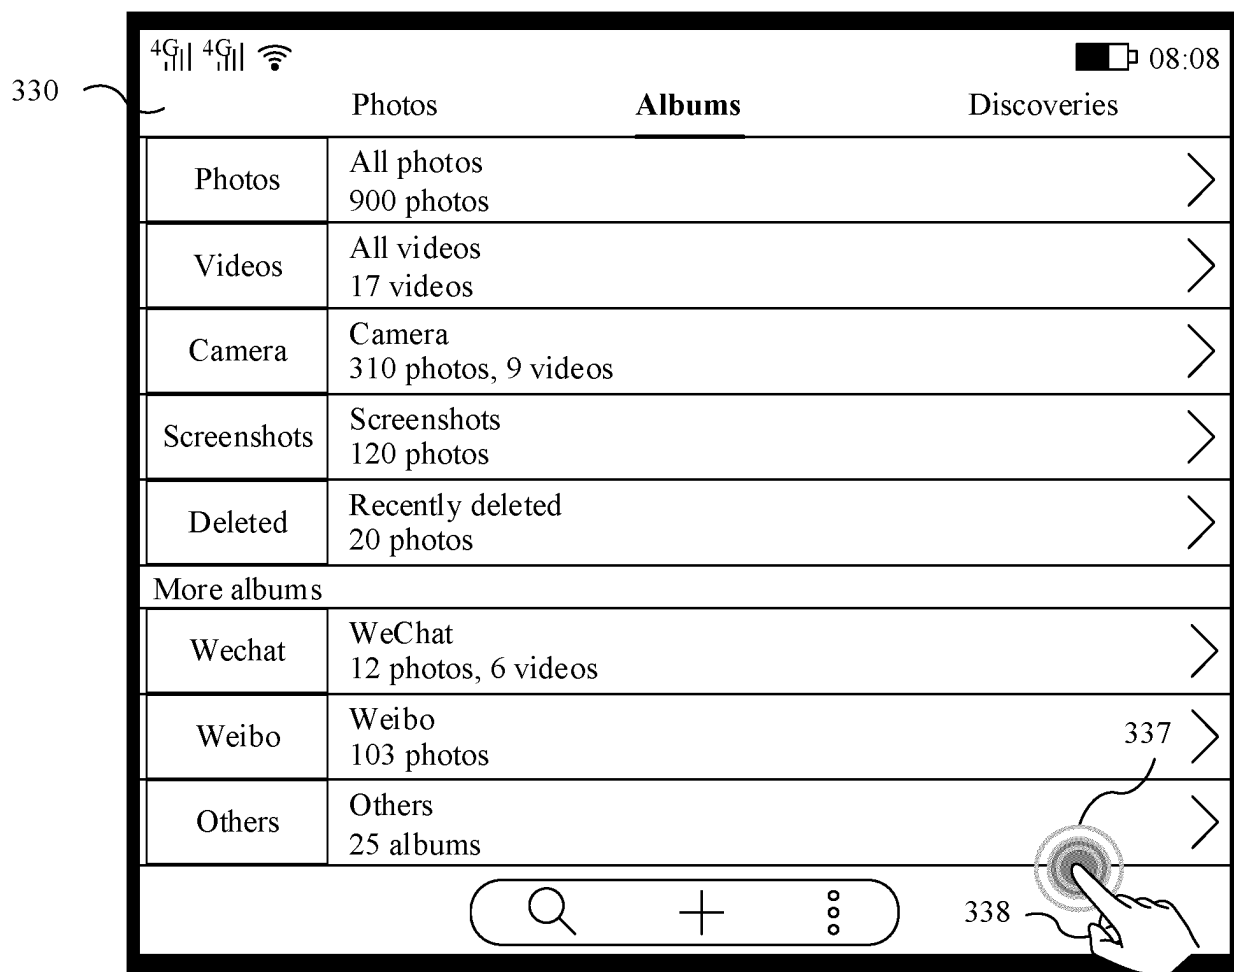 4G 4G 08:08
330
Photos Albums Discoveries
Photos
All photos
900 photos
Videos
All videos
17 videos
Camera
Camera
310 photos, 9 videos
Screenshots
Screenshots
120 photos
Deleted
Recently deleted
20 photos
More albums
Wechat
WeChat
12 photos, 6 videos
Weibo
Weibo
103 photos
337
Others
Others
25 albums
338